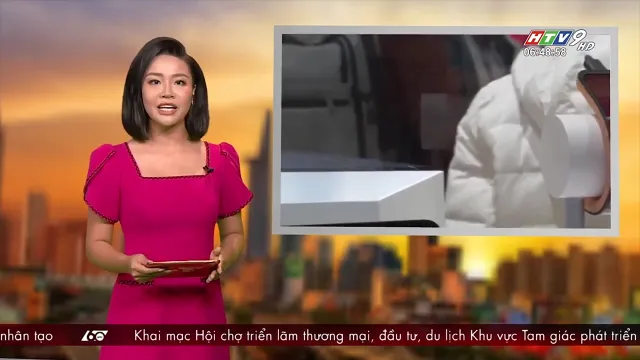 HTV9 HD
06:48:58
nhân tạo 60 Khai mạc Hội chợ triển lãm thương mại, đầu tư, du lịch Khu vực Tam giác phát triển